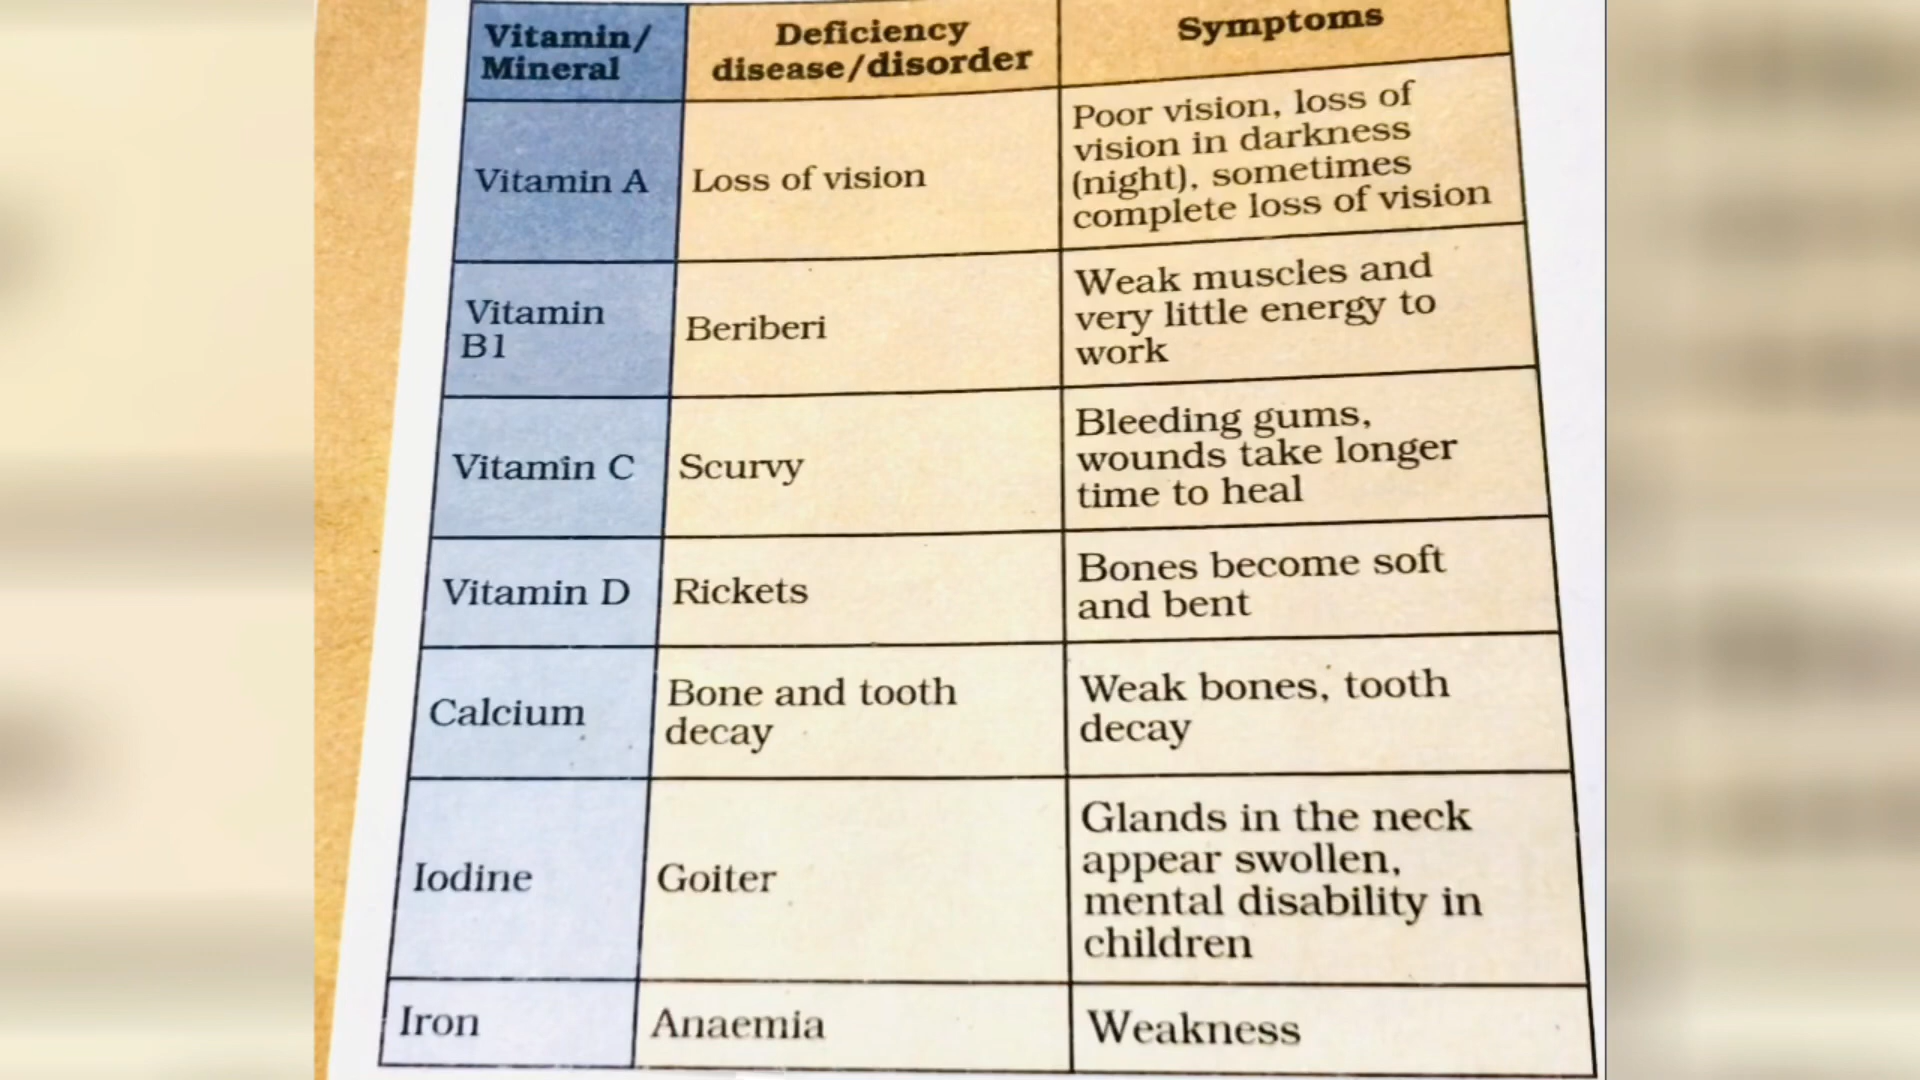 Vitamin/
Mineral
Deficiency
disease/disorder
Symptoms
Vitamin A
Loss of vision
Poor vision, loss of
vision in darkness
(night), sometimes
complete loss of vision
Vitamin
B1
Beriberi
Weak muscles and
very little energy to
work
Vitamin C
Scurvy
Bleeding gums,
wounds take longer
time to heal
Vitamin D
Rickets
Bones become soft
and bent
Calcium
Bone and tooth
decay
Weak bones, tooth
decay
Iodine
Goiter
Glands in the neck
appear swollen,
mental disability in
children
Iron
Anaemia
Weakness